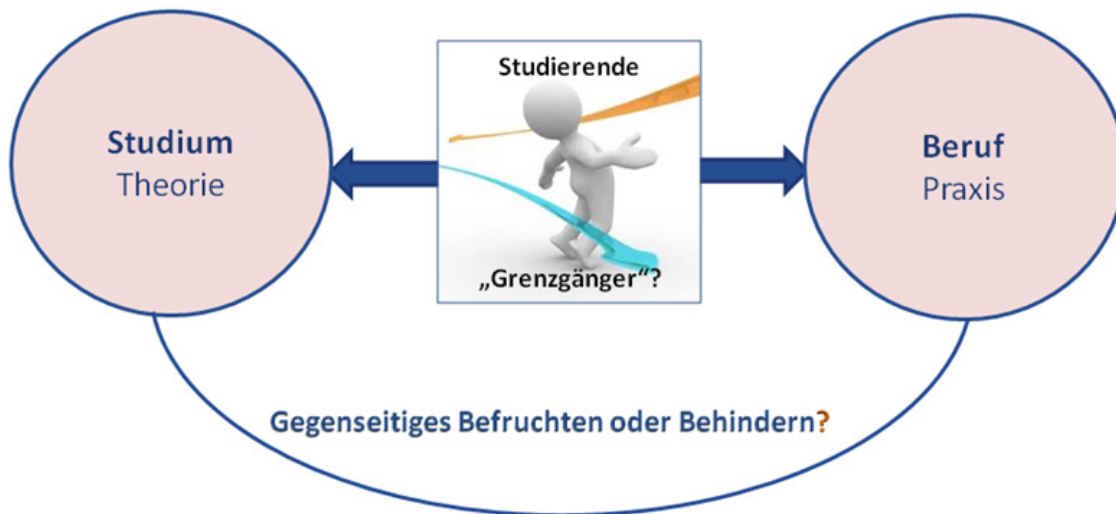 Studierende
Studium
Theorie
Beruf
Praxis
„Grenzgänger“?
Gegenseitiges Befruchten oder Behindern?